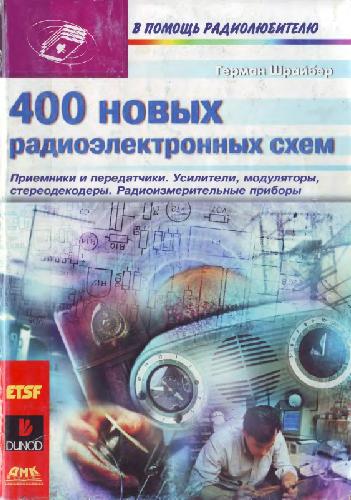 В ПОМОЩЬ РАДИОЛЮБИТЕЛЮ
Герман Шрайбер
400 новых
радиоэлектронных схем
Приемники и передатчики. Усилители, модуляторы,
стереодекодеры. Радиоизмерительные приборы
ETSF
DUNOD
ДМК